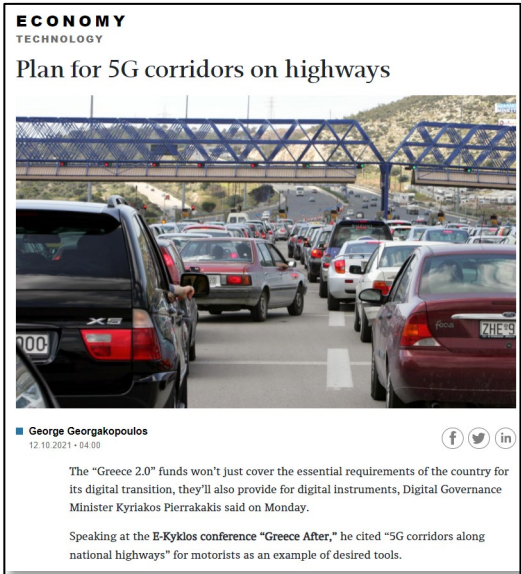 ECONOMY
TECHNOLOGY
Plan for 5G corridors on highways
X5
000-
focus
ZHE 9
George Georgakopoulos
12.10.2021 • 04:00
The “Greece 2.0” funds won’t just cover the essential requirements of the country for
its digital transition, they’ll also provide for digital instruments, Digital Governance
Minister Kyriakos Pierrakakis said on Monday.
Speaking at the E-Kyklos conference “Greece After,” he cited “5G corridors along
national highways” for motorists as an example of desired tools.